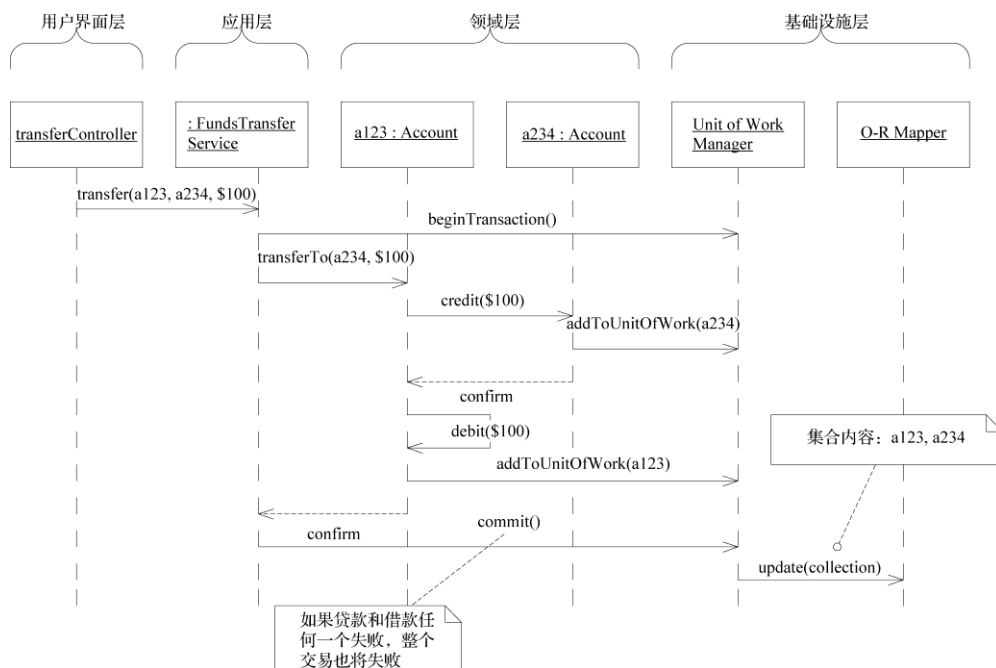 用户界面层 应用层 领域层 基础设施层
transferController
: FundsTransfer
Service
a123 : Account
a234 : Account
Unit of Work
Manager
O-R Mapper
transfer(a123, a234, $100)
beginTransaction()
transferTo(a234, $100)
credit($100)
addToUnitOfWork(a234)
confirm
debit($100)
集合内容：a123, a234
addToUnitOfWork(a123)
commit()
confirm
update(collection)
如果贷款和借款任
何一个失败，整个
交易也将失败